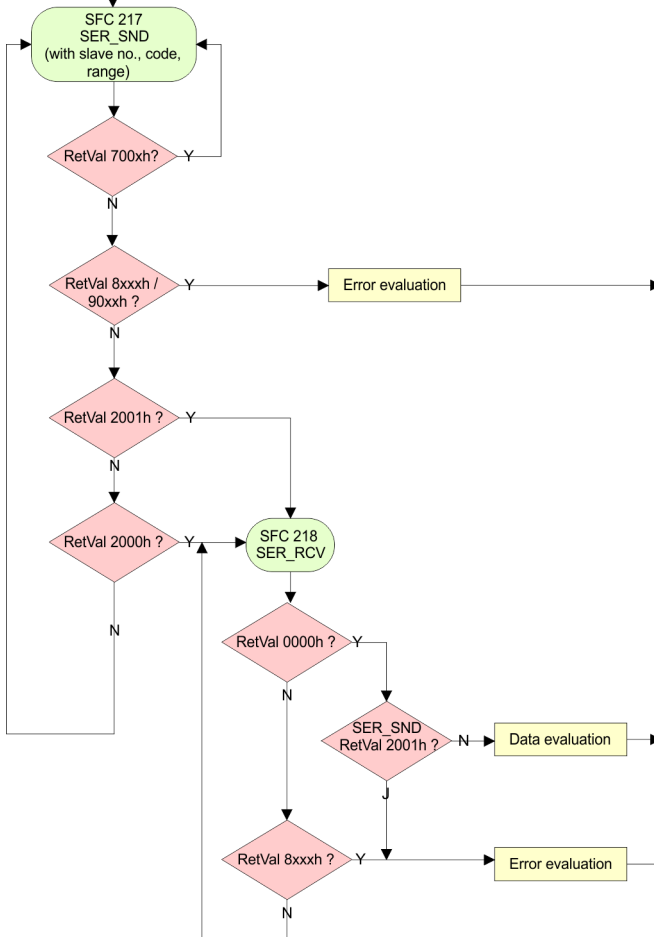 SFC 217
SER_SND
(with slave no., code,
range)
RetVal 700xh?
Y
N
RetVal 8xxxh /
90xxh ?
Y
Error evaluation
N
RetVal 2001h ?
Y
N
RetVal 2000h ?
Y
SFC 218
SER_RCV
N
RetVal 0000h ?
Y
N
SER_SND
RetVal 2001h ?
N
Data evaluation
J
RetVal 8xxxh ?
Y
Error evaluation
N